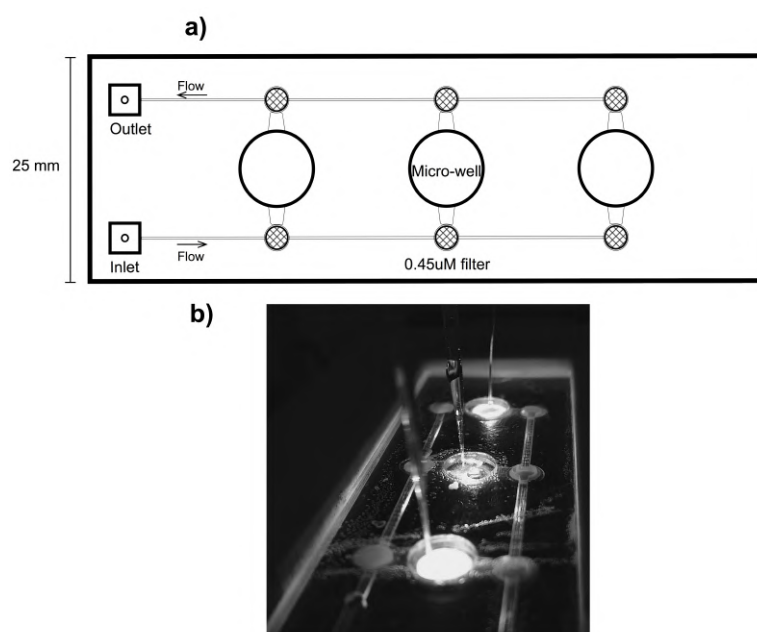 a)
Flow
Outlet
25 mm
Micro-well
Flow
Inlet
0.45uM filter
b)